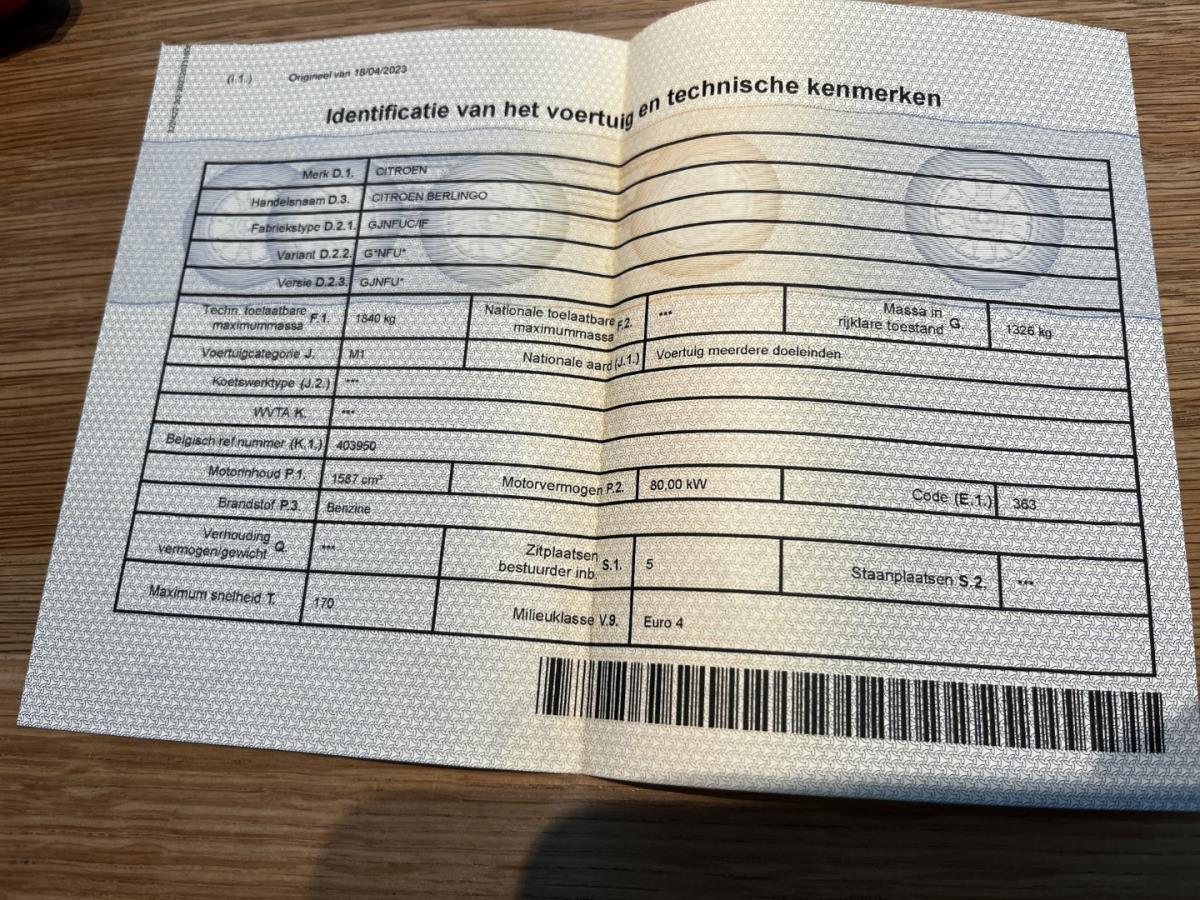 (I.1.) Origineel van 18/04/2023
Identificatie van het voertuig en technische kenmerken
Merk D.1. CITROEN
Handelsnaam D.3. CITROEN BERLINGO
Fabriekstype D.2.1. GJNFUC/IF
Variant D.2.2. G*NFU*
Versie D.2.3. GJNFU*
Techn. toelaatbare maximummassa F.1. 1840 kg Nationale toelaatbare maximummassa F.2. *** Massa in rijklare toestand G. 1326 kg
Voertuigcategorie J. M1 Nationale aard (J.1.) Voertuig meerdere doeleinden
Koetswerktype (J.2.) ***
WVTA K. ***
Belgisch ref.nummer (K.1.) 403950
Motorinhoud P.1. 1587 cm³ Motorvermogen P.2. 80,00 kW Code (E.1.) 363
Brandstof P.3. Benzine
Verhouding vermogen/gewicht Q. *** Zitplaatsen bestuurder inb. S.1. 5 Staanplaatsen S.2. ***
Maximum snelheid T. 170 Milieuklasse V.9. Euro 4